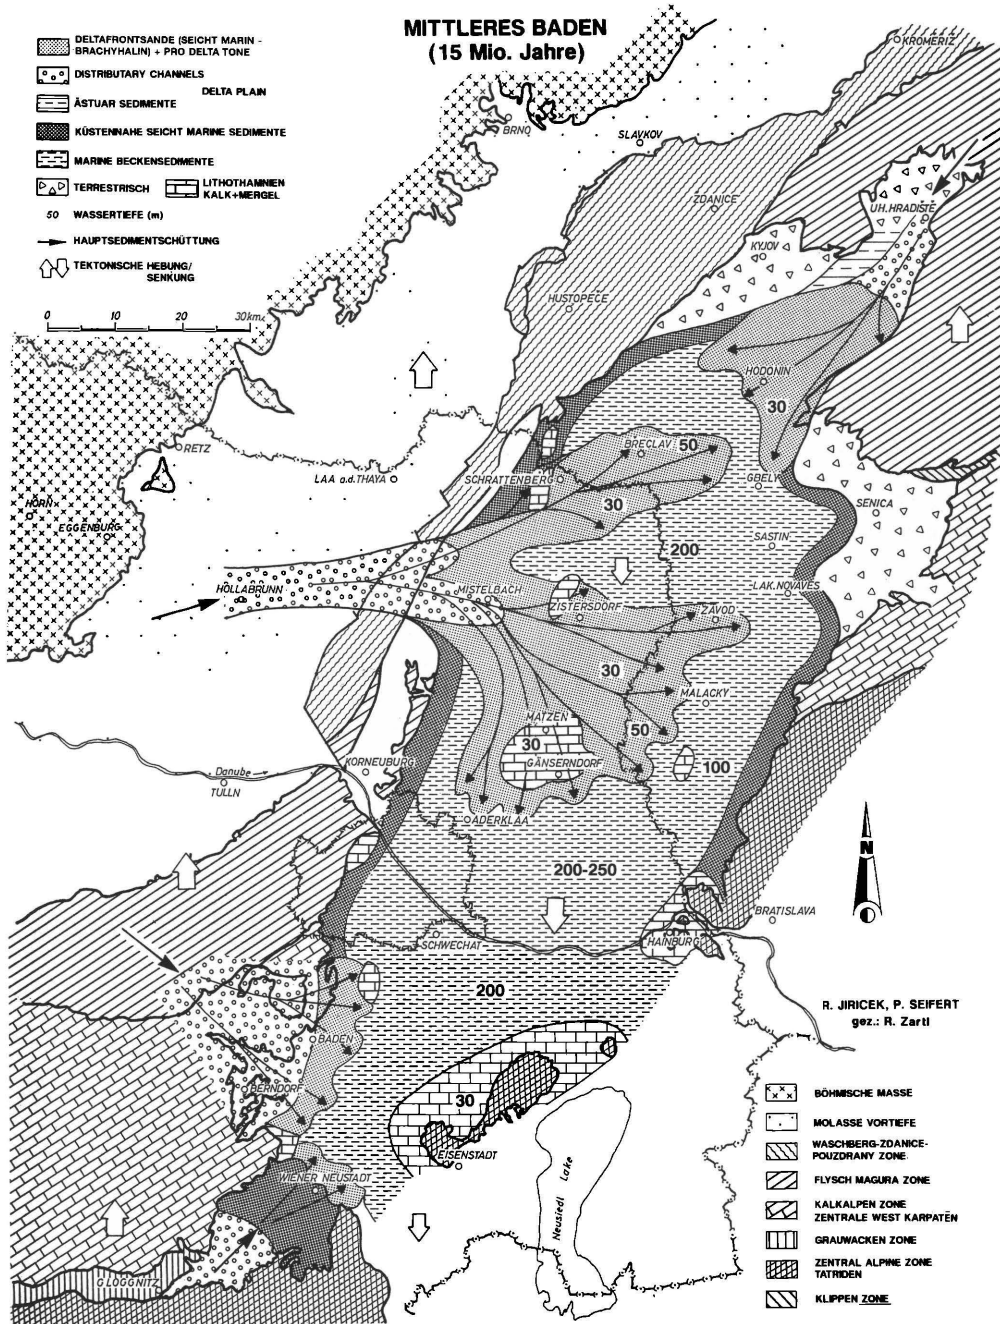 MITTLERES BADEN
(15 Mio. Jahre)
DELTAFRONTSANDE (SEICHT MARIN -
BRACHYHALIN) + PRO DELTA TONE
DISTRIBUTARY CHANNELS
DELTA PLAIN
ÄSTUAR SEDIMENTE
KÜSTENNAHE SEICHT MARINE SEDIMENTE
MARINE BECKENSEDIMENTE
TERRESTRISCH
LITHOTHAMNIEN
KALK+MERGEL
50 WASSERTIEFE (m)
HAUPTSEDIMENTSCHÜTTUNG
TEKTONISCHE HEBUNG/
SENKUNG
0 10 20 30km
KROMĚŘIŽ
BRNO
SLAVKOV
ZDANICE
UH. HRADIŠTĚ
KYJOV
HUSTOPEČE
HODONIN
30
RETZ
BRECLAV
50
LAA a.d. THAYA
SCHRATTENBERG
GBELY
SENICA
HORN
30
EGGENBURG
SASTIN
200
HOLLABRUNN
MISTELBACH
LAK. NOVAVES
ZISTERSDORF
ZAVOD
30
MALACKY
MATZEN
50
30
KORNEUBURG
GÄNSERNDORF
100
Danube
TULLN
ADERKLAA
N
200-250
BRATISLAVA
SCHWECHAT
HAINBURG
200
R. JIRICEK, P. SEIFERT
gez.: R. Zartl
BADEN
BERNDORF
30
EISENSTADT
WIENER NEUSTADT
Neusiedl Lake
GLOGGNITZ
BÖHMISCHE MASSE
MOLASSE VORTIEFE
WASCHBERG-ZDANICE-
POUZDRANY ZONE
FLYSCH MAGURA ZONE
KALKALPEN ZONE
ZENTRALE WEST KARPATEN
GRAUWACKEN ZONE
ZENTRAL ALPINE ZONE
TATRIDEN
KLIPPEN ZONE